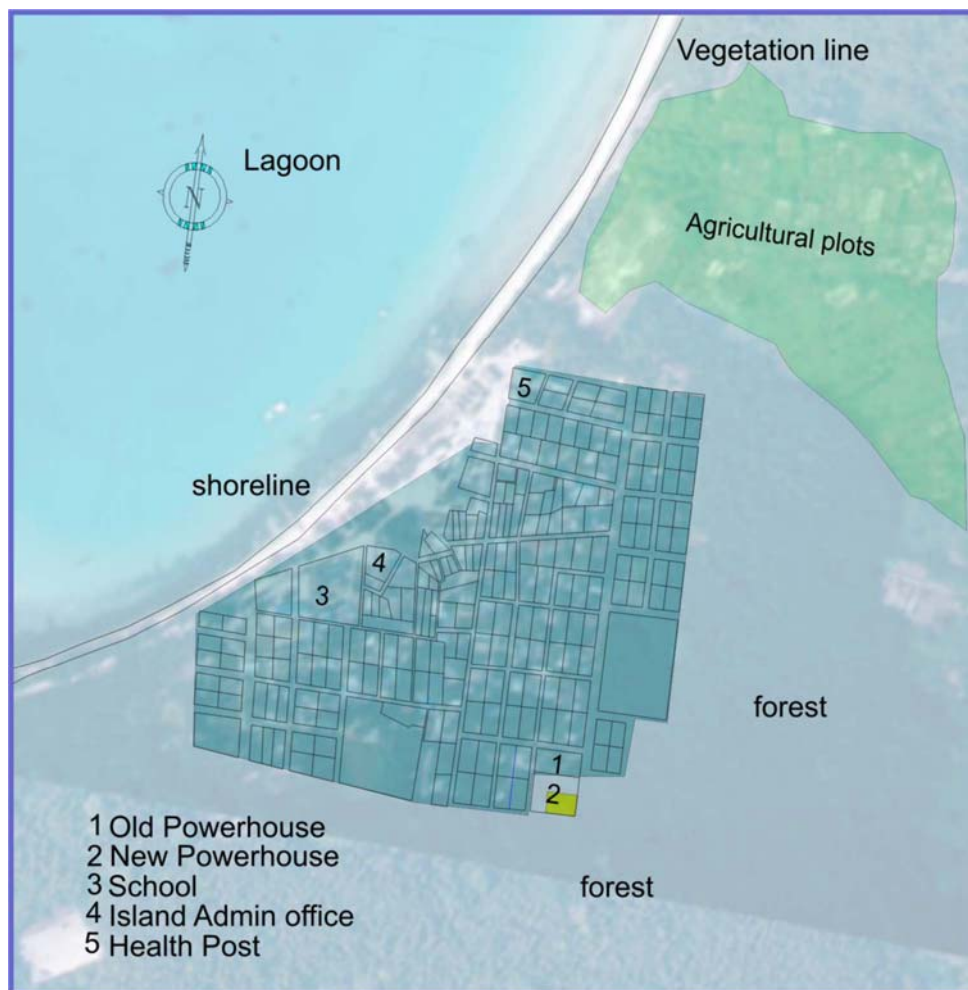 Vegetation line
Lagoon
N
Agricultural plots
5
shoreline
4
3
forest
1
2
1 Old Powerhouse
2 New Powerhouse
forest
3 School
4 Island Admin office
5 Health Post